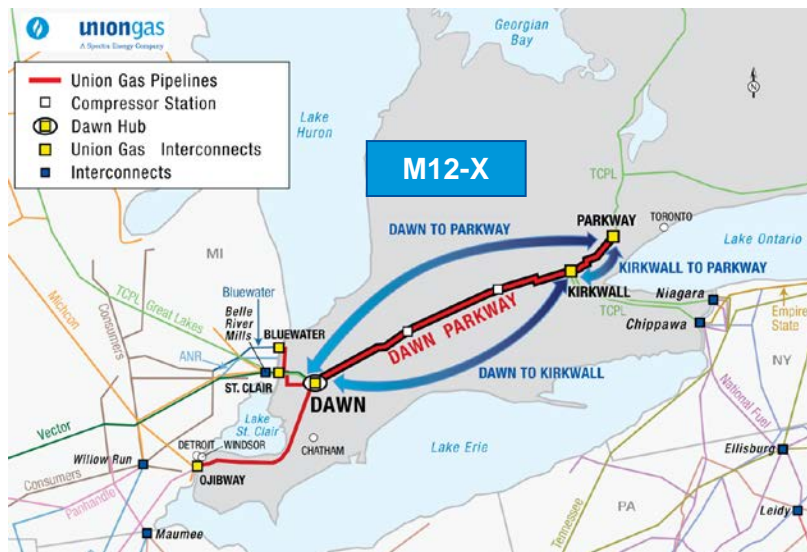 uniongas
A Spectra Energy Company
Union Gas Pipelines
Compressor Station
Dawn Hub
Union Gas Interconnects
Interconnects
Georgian
Bay
Lake
Huron
N
M12-X
TCPL
DAWN TO PARKWAY
PARKWAY
TORONTO
Lake Ontario
KIRKWALL TO PARKWAY
KIRKWALL
TCPL
Niagara
Chippawa
Empire
State
NY
DAWN PARKWAY
DAWN TO KIRKWALL
MI
Michcon
TCPL Great Lakes
Consumers
Bluewater
Belle
River
Mills
BLUEWATER
ANR
ST. CLAIR
DAWN
Vector
Lake
St. Clair
CHATHAM
Lake Erie
Willow Run
DETROIT
WINDSOR
Consumers
Panhandle
OJIBWAY
Maumee
National Fuel
Ellisburg
PA
Tennessee
Leidy